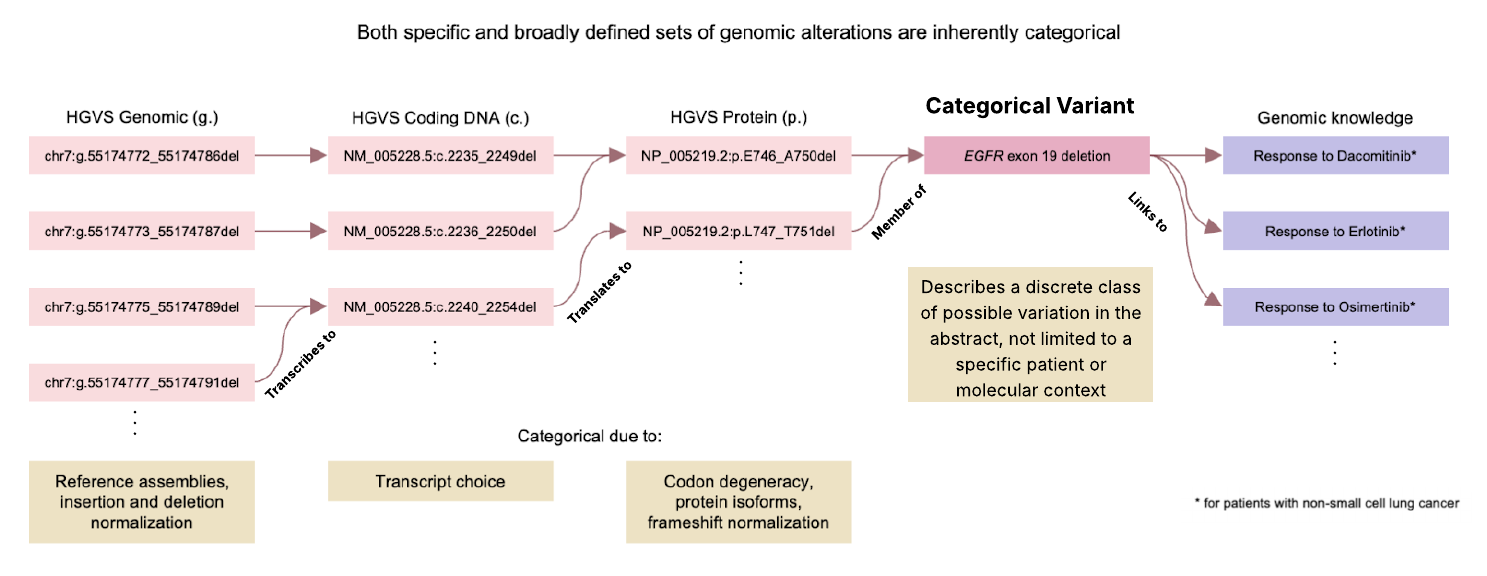 Both specific and broadly defined sets of genomic alterations are inherently categorical
HGVS Genomic (g.)
chr7:g.55174772_55174786del
chr7:g.55174773_55174787del
chr7:g.55174775_55174789del
chr7:g.55174777_55174791del
Transcribes to
HGVS Coding DNA (c.)
NM_005228.5:c.2235_2249del
NM_005228.5:c.2236_2250del
NM_005228.5:c.2240_2254del
Translates to
HGVS Protein (p.)
NP_005219.2:p.E746_A750del
NP_005219.2:p.L747_T751del
Member of
Categorical Variant
EGFR exon 19 deletion
Describes a discrete class
of possible variation in the
abstract, not limited to a
specific patient or
molecular context
Links to
Genomic knowledge
Response to Dacomitinib*
Response to Erlotinib*
Response to Osimertinib*
Categorical due to:
Reference assemblies,
insertion and deletion
normalization
Transcript choice
Codon degeneracy,
protein isoforms,
frameshift normalization
* for patients with non-small cell lung cancer